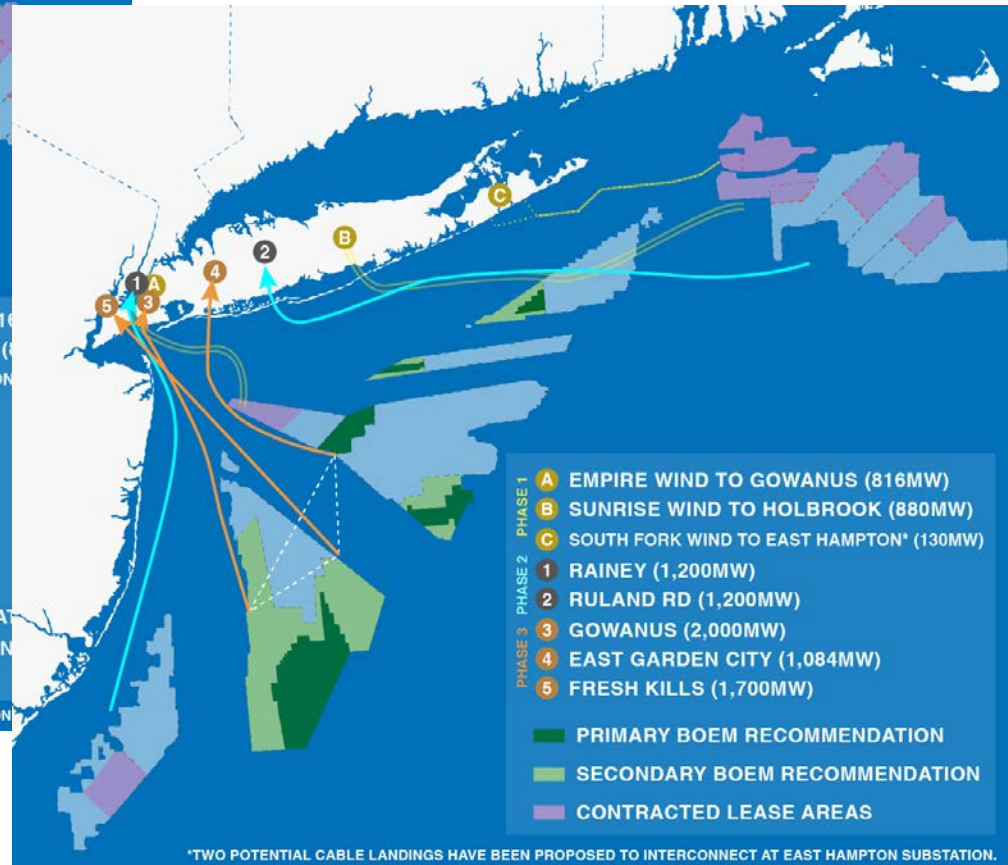 C
B
2
4
1 A
5 3
PHASE 1
A EMPIRE WIND TO GOWANUS (816MW)
B SUNRISE WIND TO HOLBROOK (880MW)
C SOUTH FORK WIND TO EAST HAMPTON* (130MW)
PHASE 2
1 RAINEY (1,200MW)
2 RULAND RD (1,200MW)
PHASE 3
3 GOWANUS (2,000MW)
4 EAST GARDEN CITY (1,084MW)
5 FRESH KILLS (1,700MW)
PRIMARY BOEM RECOMMENDATION
SECONDARY BOEM RECOMMENDATION
CONTRACTED LEASE AREAS
*TWO POTENTIAL CABLE LANDINGS HAVE BEEN PROPOSED TO INTERCONNECT AT EAST HAMPTON SUBSTATION.